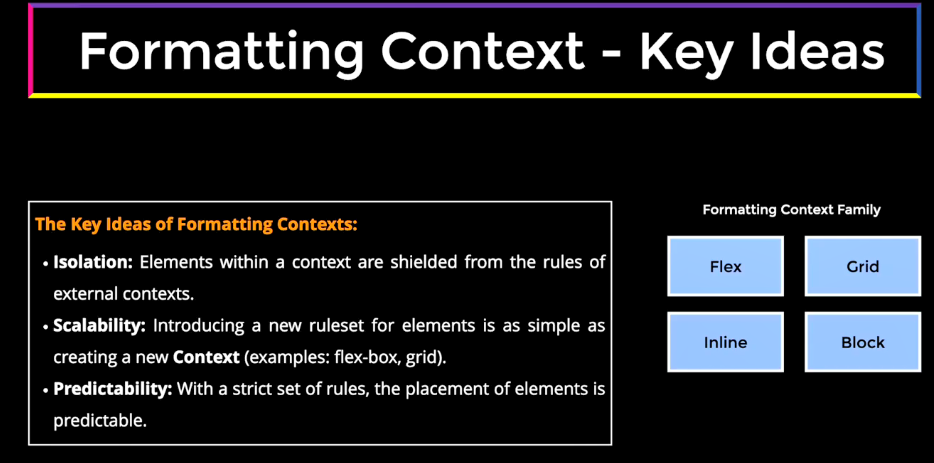 Formatting Context - Key Ideas
The Key Ideas of Formatting Contexts:
• Isolation: Elements within a context are shielded from the rules of
external contexts.
• Scalability: Introducing a new ruleset for elements is as simple as
creating a new Context (examples: flex-box, grid).
• Predictability: With a strict set of rules, the placement of elements is
predictable.
Formatting Context Family
Flex
Grid
Inline
Block